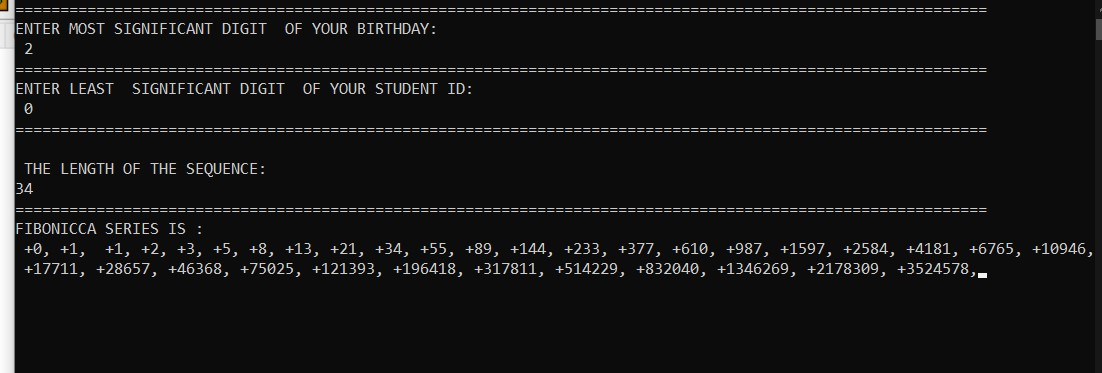 =====================================================================================================
ENTER MOST SIGNIFICANT DIGIT  OF YOUR BIRTHDAY:
 2
=====================================================================================================
ENTER LEAST  SIGNIFICANT DIGIT  OF YOUR STUDENT ID:
 0
=====================================================================================================
 THE LENGTH OF THE SEQUENCE:
34
=====================================================================================================
FIBONICCA SERIES IS :
 +0, +1,  +1, +2, +3, +5, +8, +13, +21, +34, +55, +89, +144, +233, +377, +610, +987, +1597, +2584, +4181, +6765, +10946,
 +17711, +28657, +46368, +75025, +121393, +196418, +317811, +514229, +832040, +1346269, +2178309, +3524578,